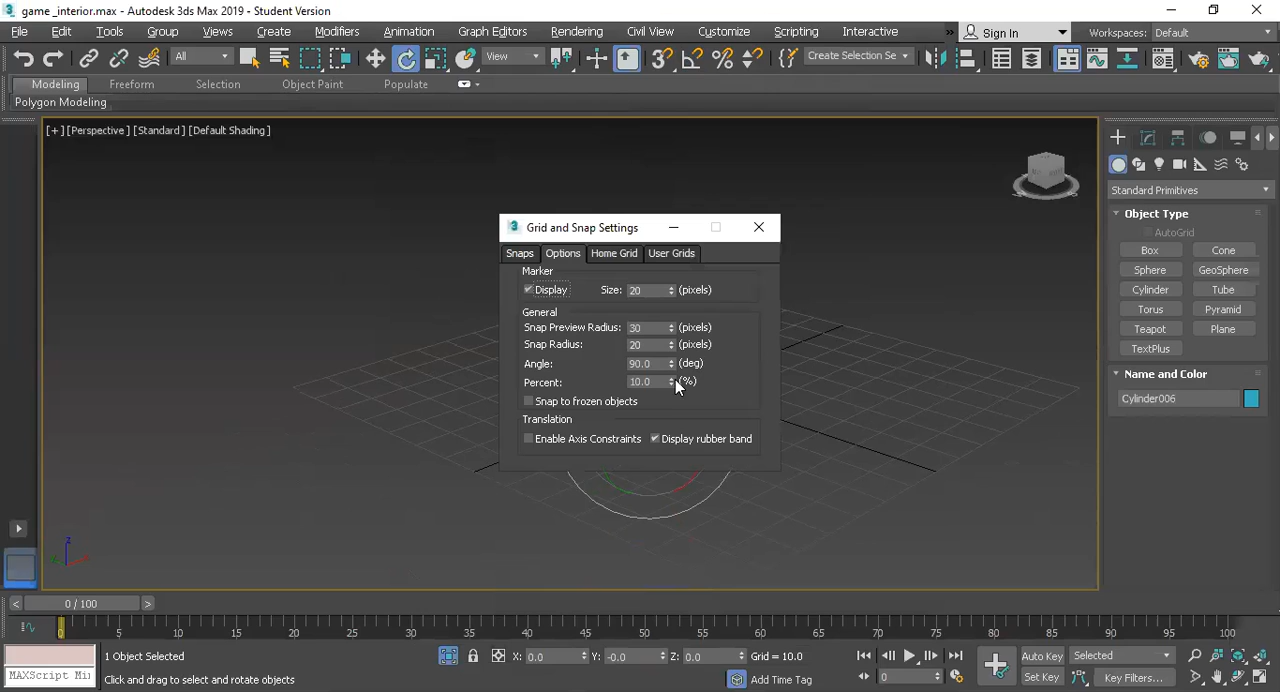 game _interior.max - Autodesk 3ds Max 2019 - Student Version
File Edit Tools Group Views Create Modifiers Animation Graph Editors Rendering Civil View Customize Scripting Interactive » Sign In Workspaces: Default
All View Create Selection Se
Modeling Freeform Selection Object Paint Populate
Polygon Modeling
[+] [Perspective] [Standard] [Default Shading]
Standard Primitives
Object Type
AutoGrid
Box Cone
Sphere GeoSphere
Cylinder Tube
Torus Pyramid
Teapot Plane
TextPlus
Name and Color
Cylinder006
Grid and Snap Settings
Snaps Options Home Grid User Grids
Marker
Display Size: 20 (pixels)
General
Snap Preview Radius: 30 (pixels)
Snap Radius: 20 (pixels)
Angle: 90.0 (deg)
Percent: 10.0 (%)
Snap to frozen objects
Translation
Enable Axis Constraints Display rubber band
z
< 0 / 100 >
0 5 10 15 20 25 30 35 40 45 50 55 60 65 70 75 80 85 90 95 100
1 Object Selected X: 0.0 Y: -0.0 Z: 0.0 Grid = 10.0 Auto Key Selected
MAXScript Mi Click and drag to select and rotate objects Add Time Tag 0 Set Key Key Filters...